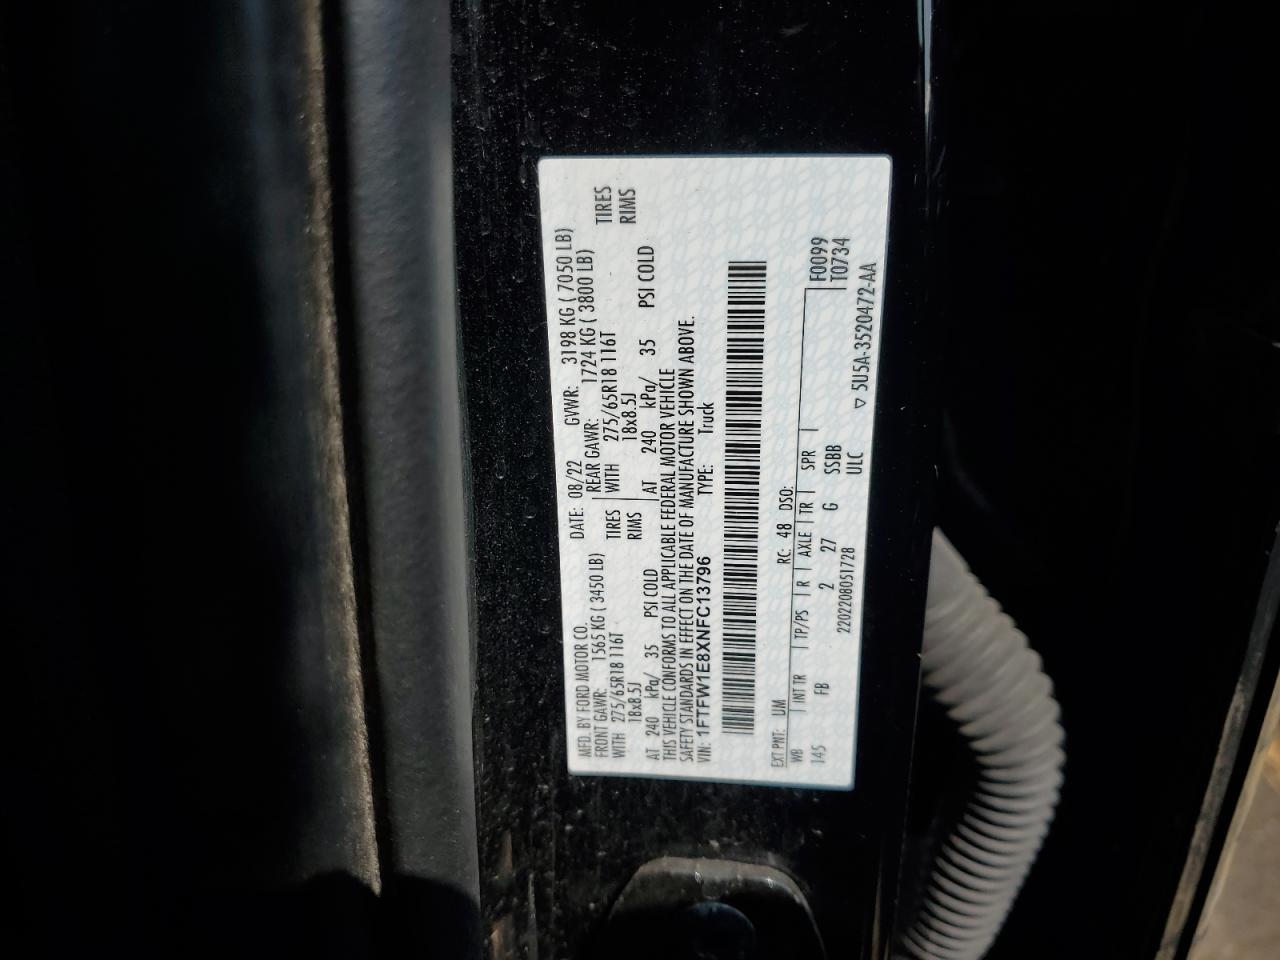 MFD. BY FORD MOTOR CO.
DATE: 08/22 GVWR: 3198 KG ( 7050 LB)
FRONT GAWR: 1565 KG ( 3450 LB) REAR GAWR: 1724 KG ( 3800 LB)
WITH 275/65R18 116T TIRES WITH 275/65R18 116T TIRES
18x8.5J RIMS 18x8.5J RIMS
AT 240 kPa/ 35 PSI COLD AT 240 kPa/ 35 PSI COLD
THIS VEHICLE CONFORMS TO ALL APPLICABLE FEDERAL MOTOR VEHICLE
SAFETY STANDARDS IN EFFECT ON THE DATE OF MANUFACTURE SHOWN ABOVE.
VIN: 1FTFW1E8XNFC13796 TYPE: Truck
EXT PNT: UM RC: 48 DSO:
WB INT TR TP/PS R AXLE TR SPR F0099
145 FB 2 27 G SSBB T0734
2202208051728 ULC ▽ 5U5A-3520472-AA